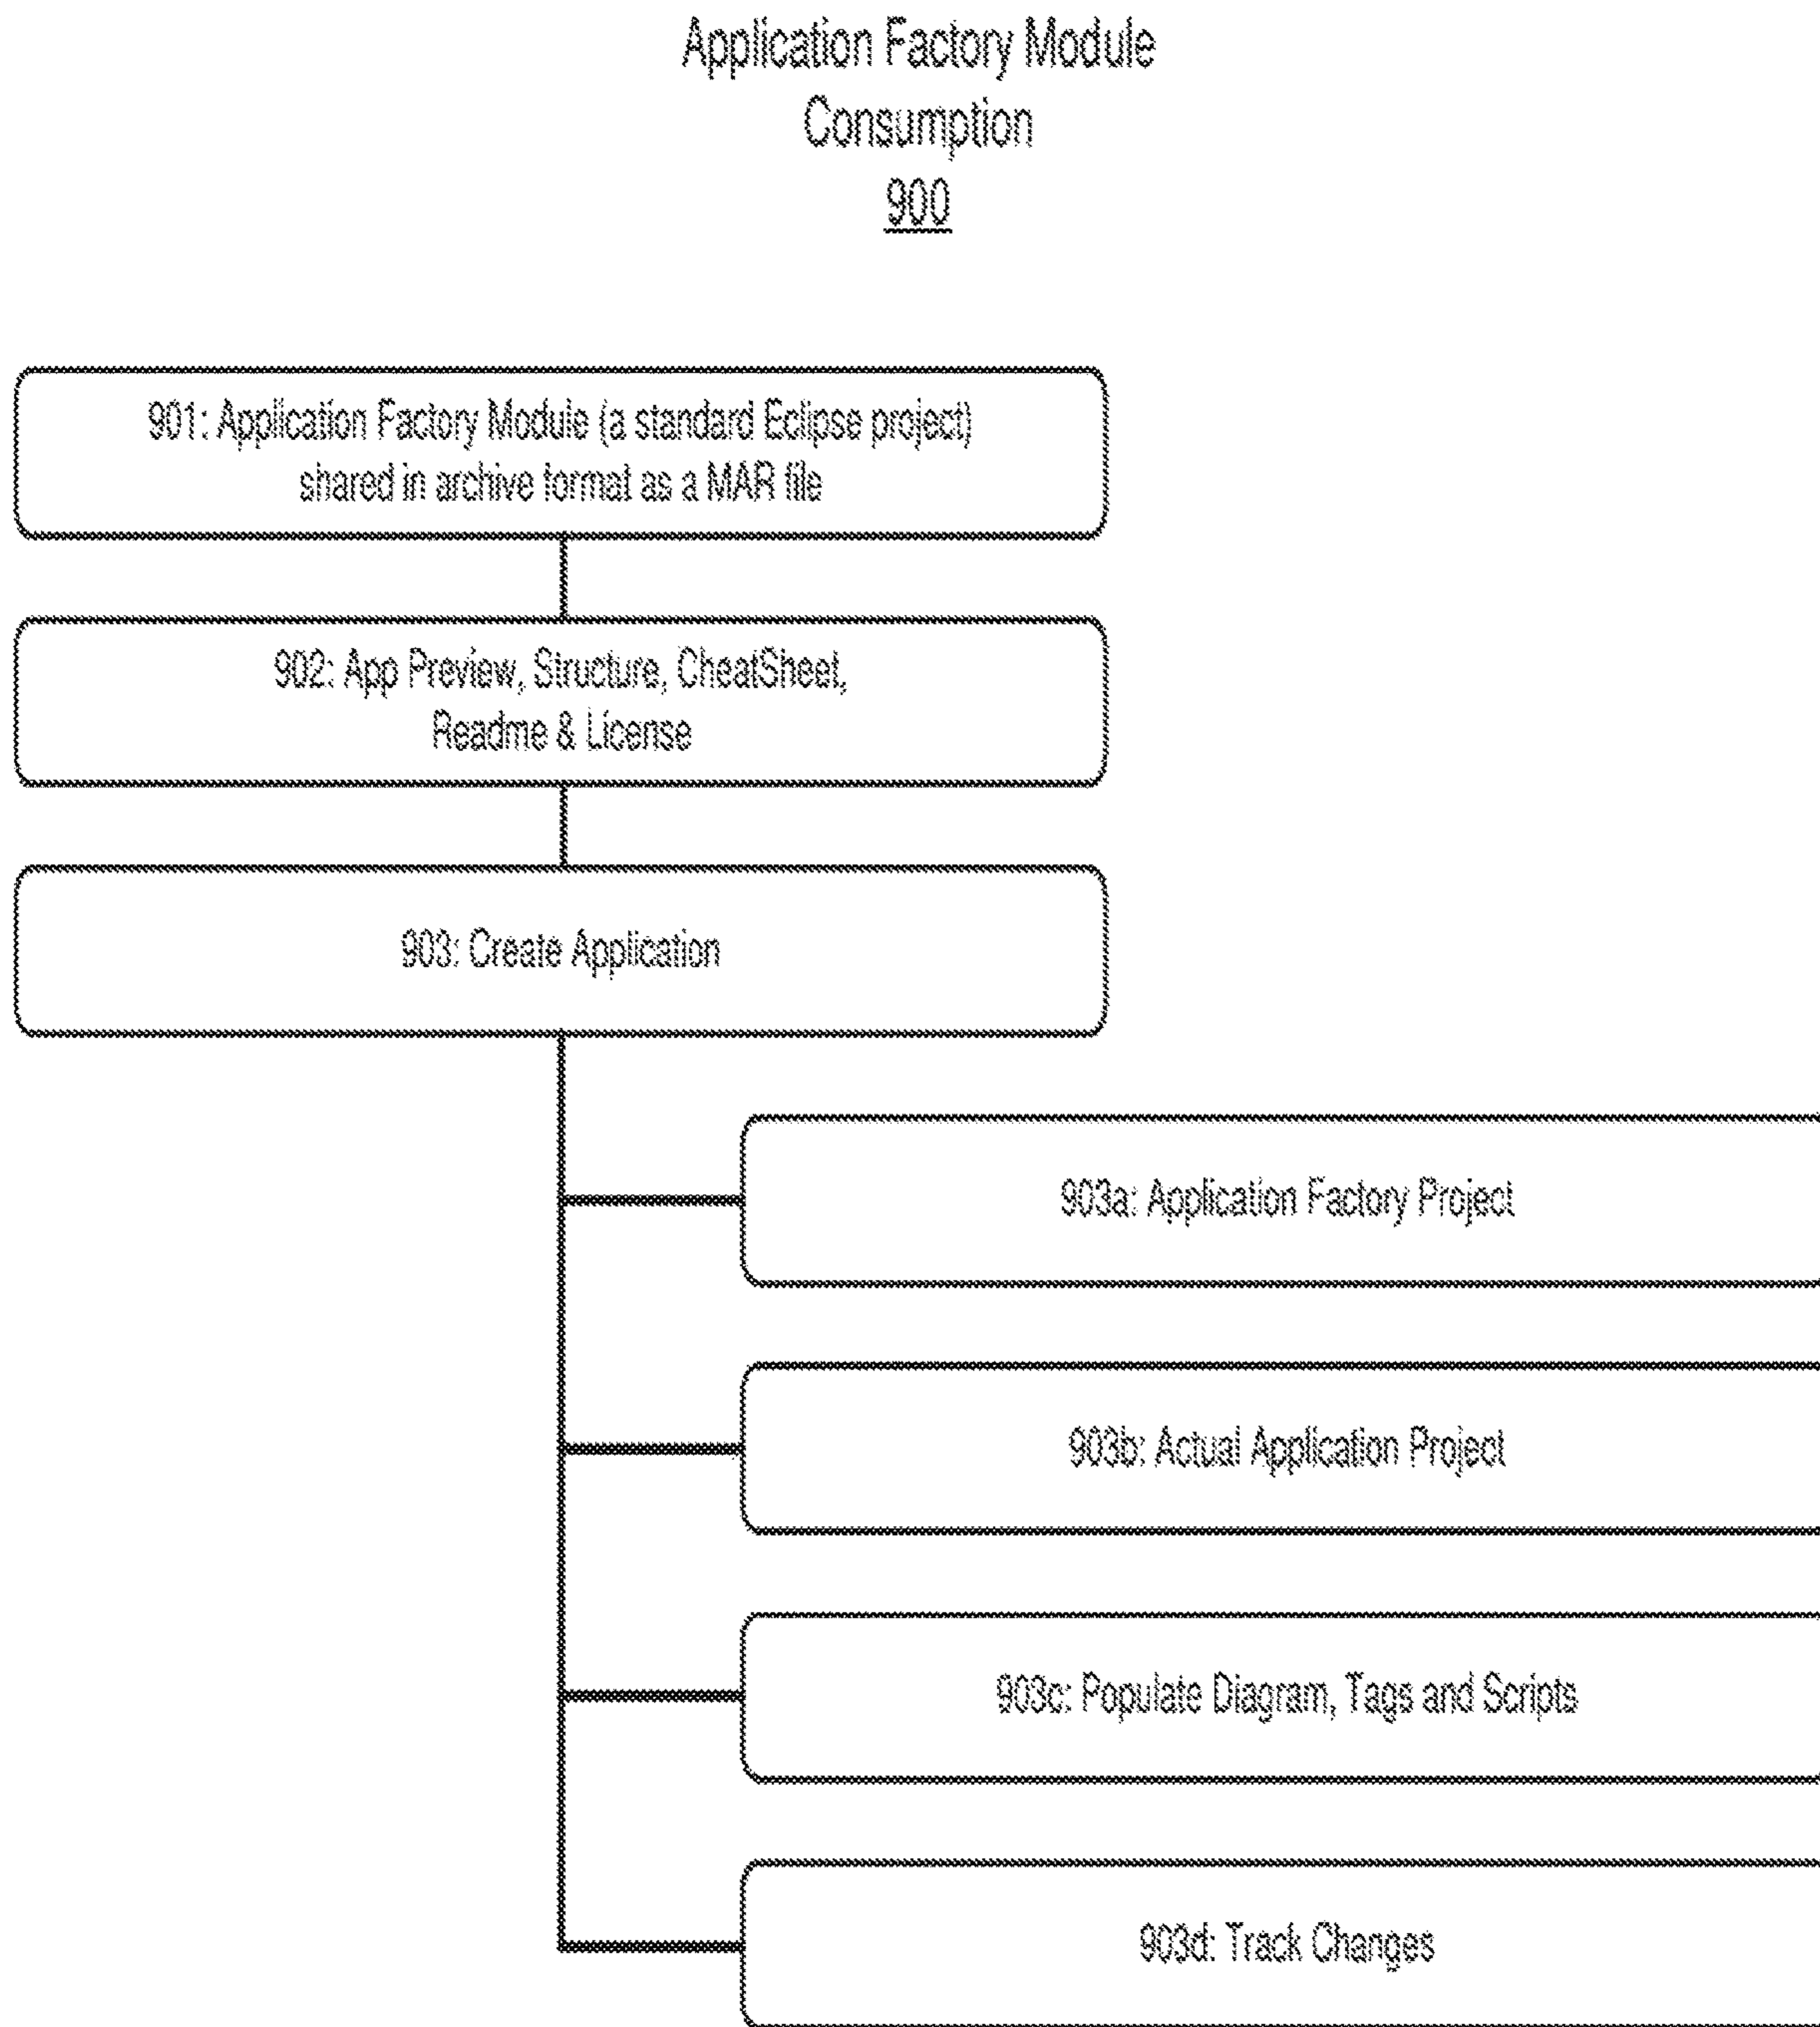 Application Factory Module
Consumption
900
901: Application Factory Module (a standard Eclipse project)
shared in archive format as a MAR file
902: App Preview, Structure, CheatSheet,
Readme & License
903: Create Application
903a: Application Factory Project
903b: Actual Application Project
903c: Populate Diagram, Tags and Scripts
903d: Track Changes